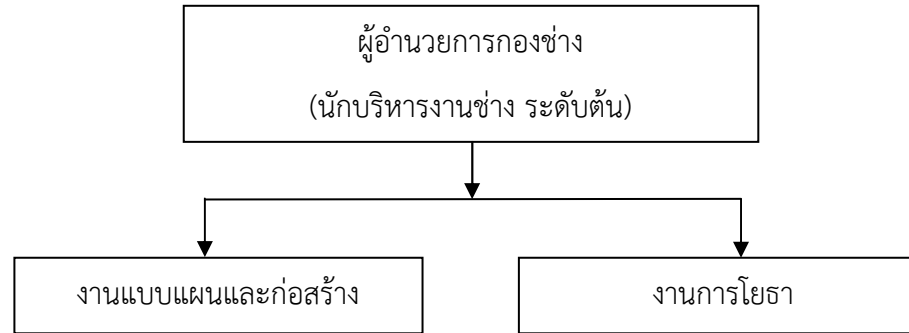 ผู้อำนวยการกองช่าง
(นักบริหารงานช่าง ระดับต้น)
งานแบบแผนและก่อสร้าง
งานการโยธา